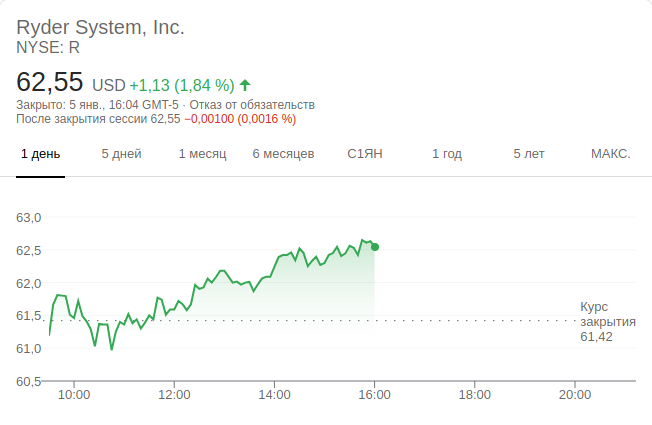 Ryder System, Inc.
NYSE: R
62,55 USD +1,13 (1,84 %)
Закрыто: 5 янв., 16:04 GMT-5 · Отказ от обязательств
После закрытия сессии 62,55 −0,00100 (0,0016 %)
1 день 5 дней 1 месяц 6 месяцев С1ЯН 1 год 5 лет МАКС.
63,0
62,5
62,0
61,5
61,0
60,5
Курс
закрытия
61,42
10:00 12:00 14:00 16:00 18:00 20:00